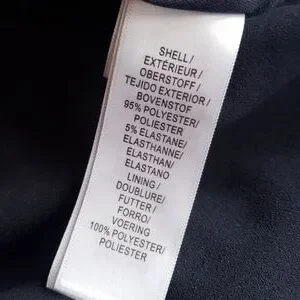 SHELL/
EXTÉRIEUR/
OBERSTOFF/
TEJIDO EXTERIOR/
BOVENSTOF
95% POLYESTER/
POLIESTER
5% ELASTANE/
ELASTHANNE/
ELASTHAN/
ELASTANO
LINING/
DOUBLURE/
FUTTER/
FORRO/
VOERING
100% POLYESTER/
POLIESTER